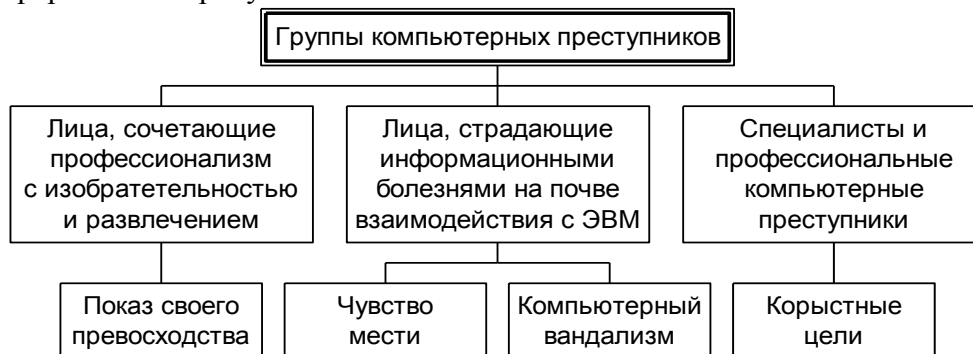 Группы компьютерных преступников
Лица, сочетающие
профессионализм
с изобратетельностью
и развлечением
Лица, страдающие
информационными
болезнями на почве
взаимодействия с ЭВМ
Специалисты и
профессиональные
компьютерные
преступники
Показ своего
превосходства
Чувство
мести
Компьютерный
вандализм
Корыстные
цели